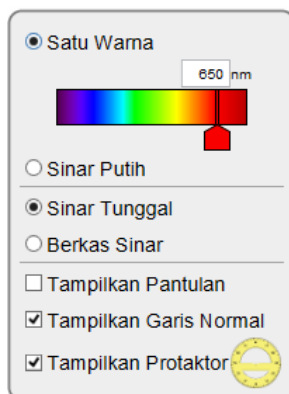 Satu Warna
650 nm
Sinar Putih
Sinar Tunggal
Berkas Sinar
Tampilkan Pantulan
Tampilkan Garis Normal
Tampilkan Protaktor